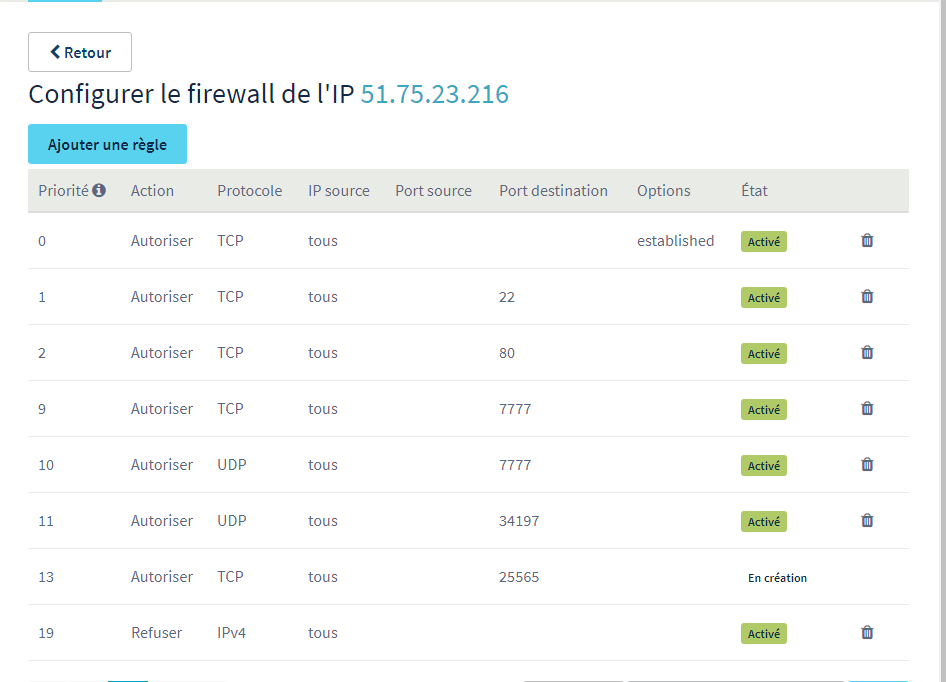 Retour
Configurer le firewall de l'IP 51.75.23.216
Ajouter une règle
Priorité Action Protocole IP source Port source Port destination Options État
0 Autoriser TCP tous established Activé
1 Autoriser TCP tous 22 Activé
2 Autoriser TCP tous 80 Activé
9 Autoriser TCP tous 7777 Activé
10 Autoriser UDP tous 7777 Activé
11 Autoriser UDP tous 34197 Activé
13 Autoriser TCP tous 25565 En création
19 Refuser IPv4 tous Activé